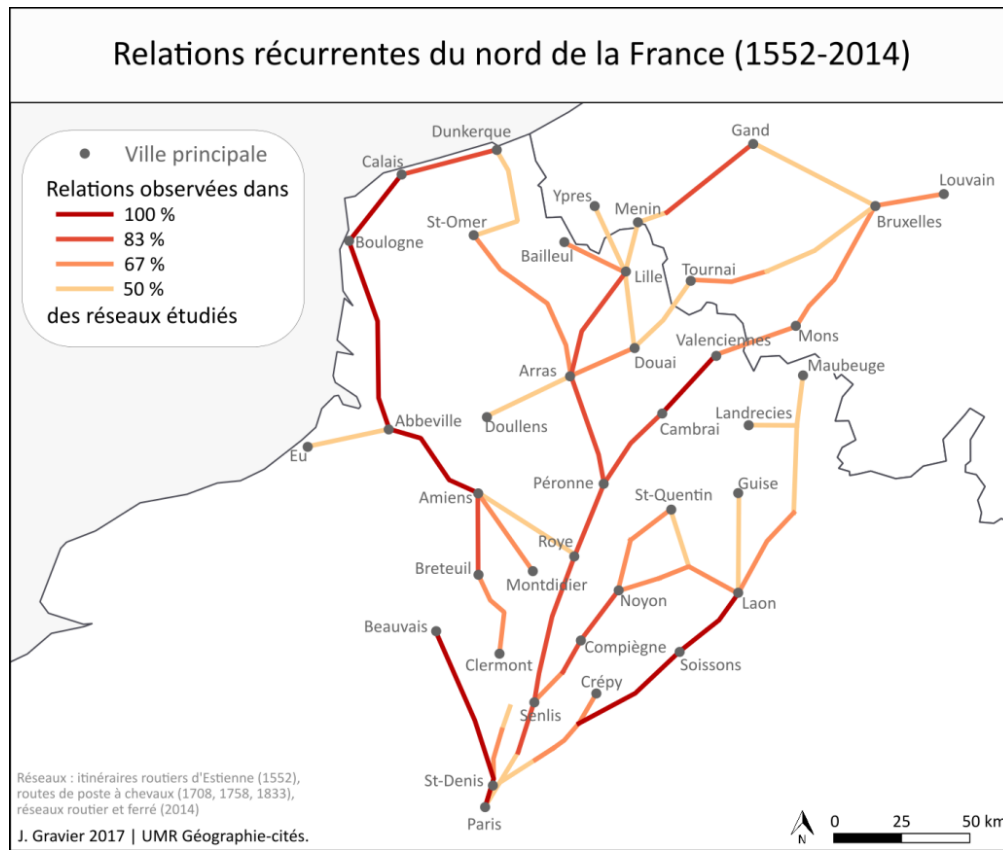 Relations récurrentes du nord de la France (1552-2014)
Ville principale
Relations observées dans
100 %
83 %
67 %
50 %
des réseaux étudiés
Dunkerque
Gand
Calais
Louvain
Ypres
Menin
St-Omer
Bruxelles
Boulogne
Bailleul
Lille
Tournai
Mons
Valenciennes
Douai
Maubeuge
Arras
Landrecies
Abbeville
Doullens
Cambrai
Eu
Péronne
St-Quentin
Guise
Amiens
Roye
Breteuil
Montdidier
Noyon
Laon
Beauvais
Clermont
Compiègne
Soissons
Crépy
Senlis
St-Denis
Paris
Réseaux : itinéraires routiers d'Estienne (1552),
routes de poste à chevaux (1708, 1758, 1833),
réseaux routier et ferré (2014)
J. Gravier 2017 | UMR Géographie-cités.
N
0 25 50 km